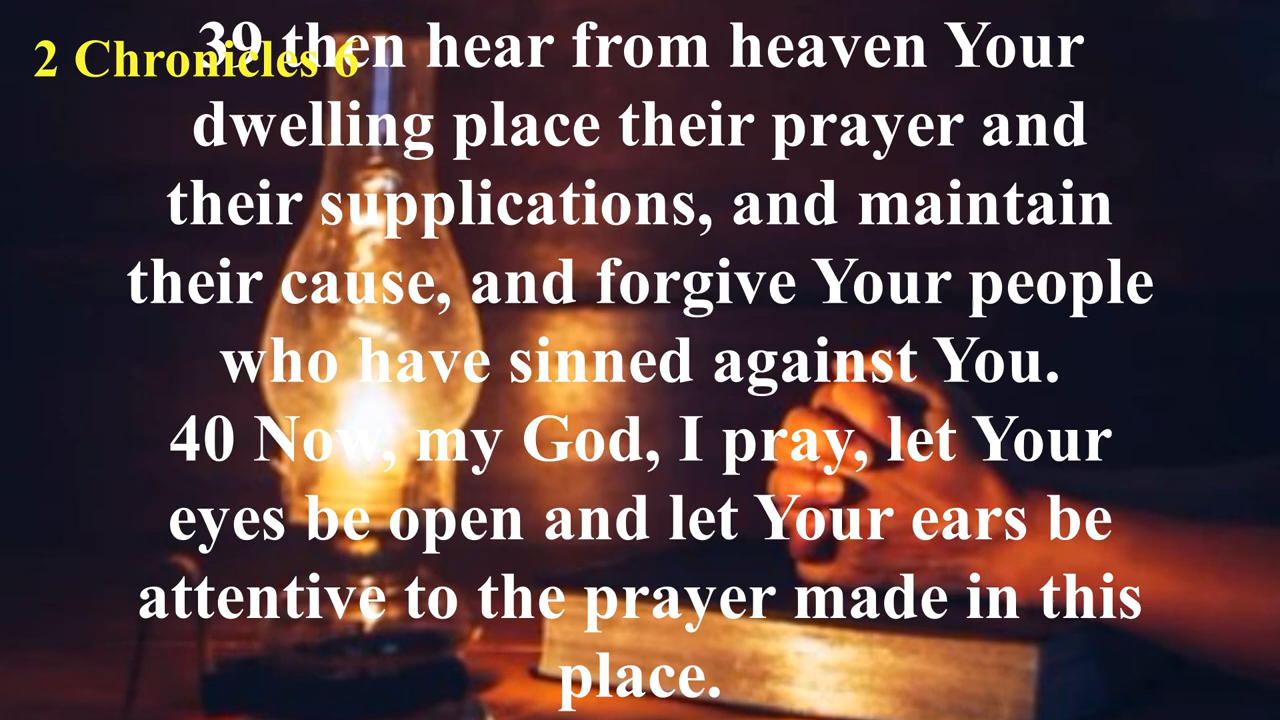 2 Chronicles 6
39 then hear from heaven Your
dwelling place their prayer and
their supplications, and maintain
their cause, and forgive Your people
who have sinned against You.
40 Now, my God, I pray, let Your
eyes be open and let Your ears be
attentive to the prayer made in this
place.